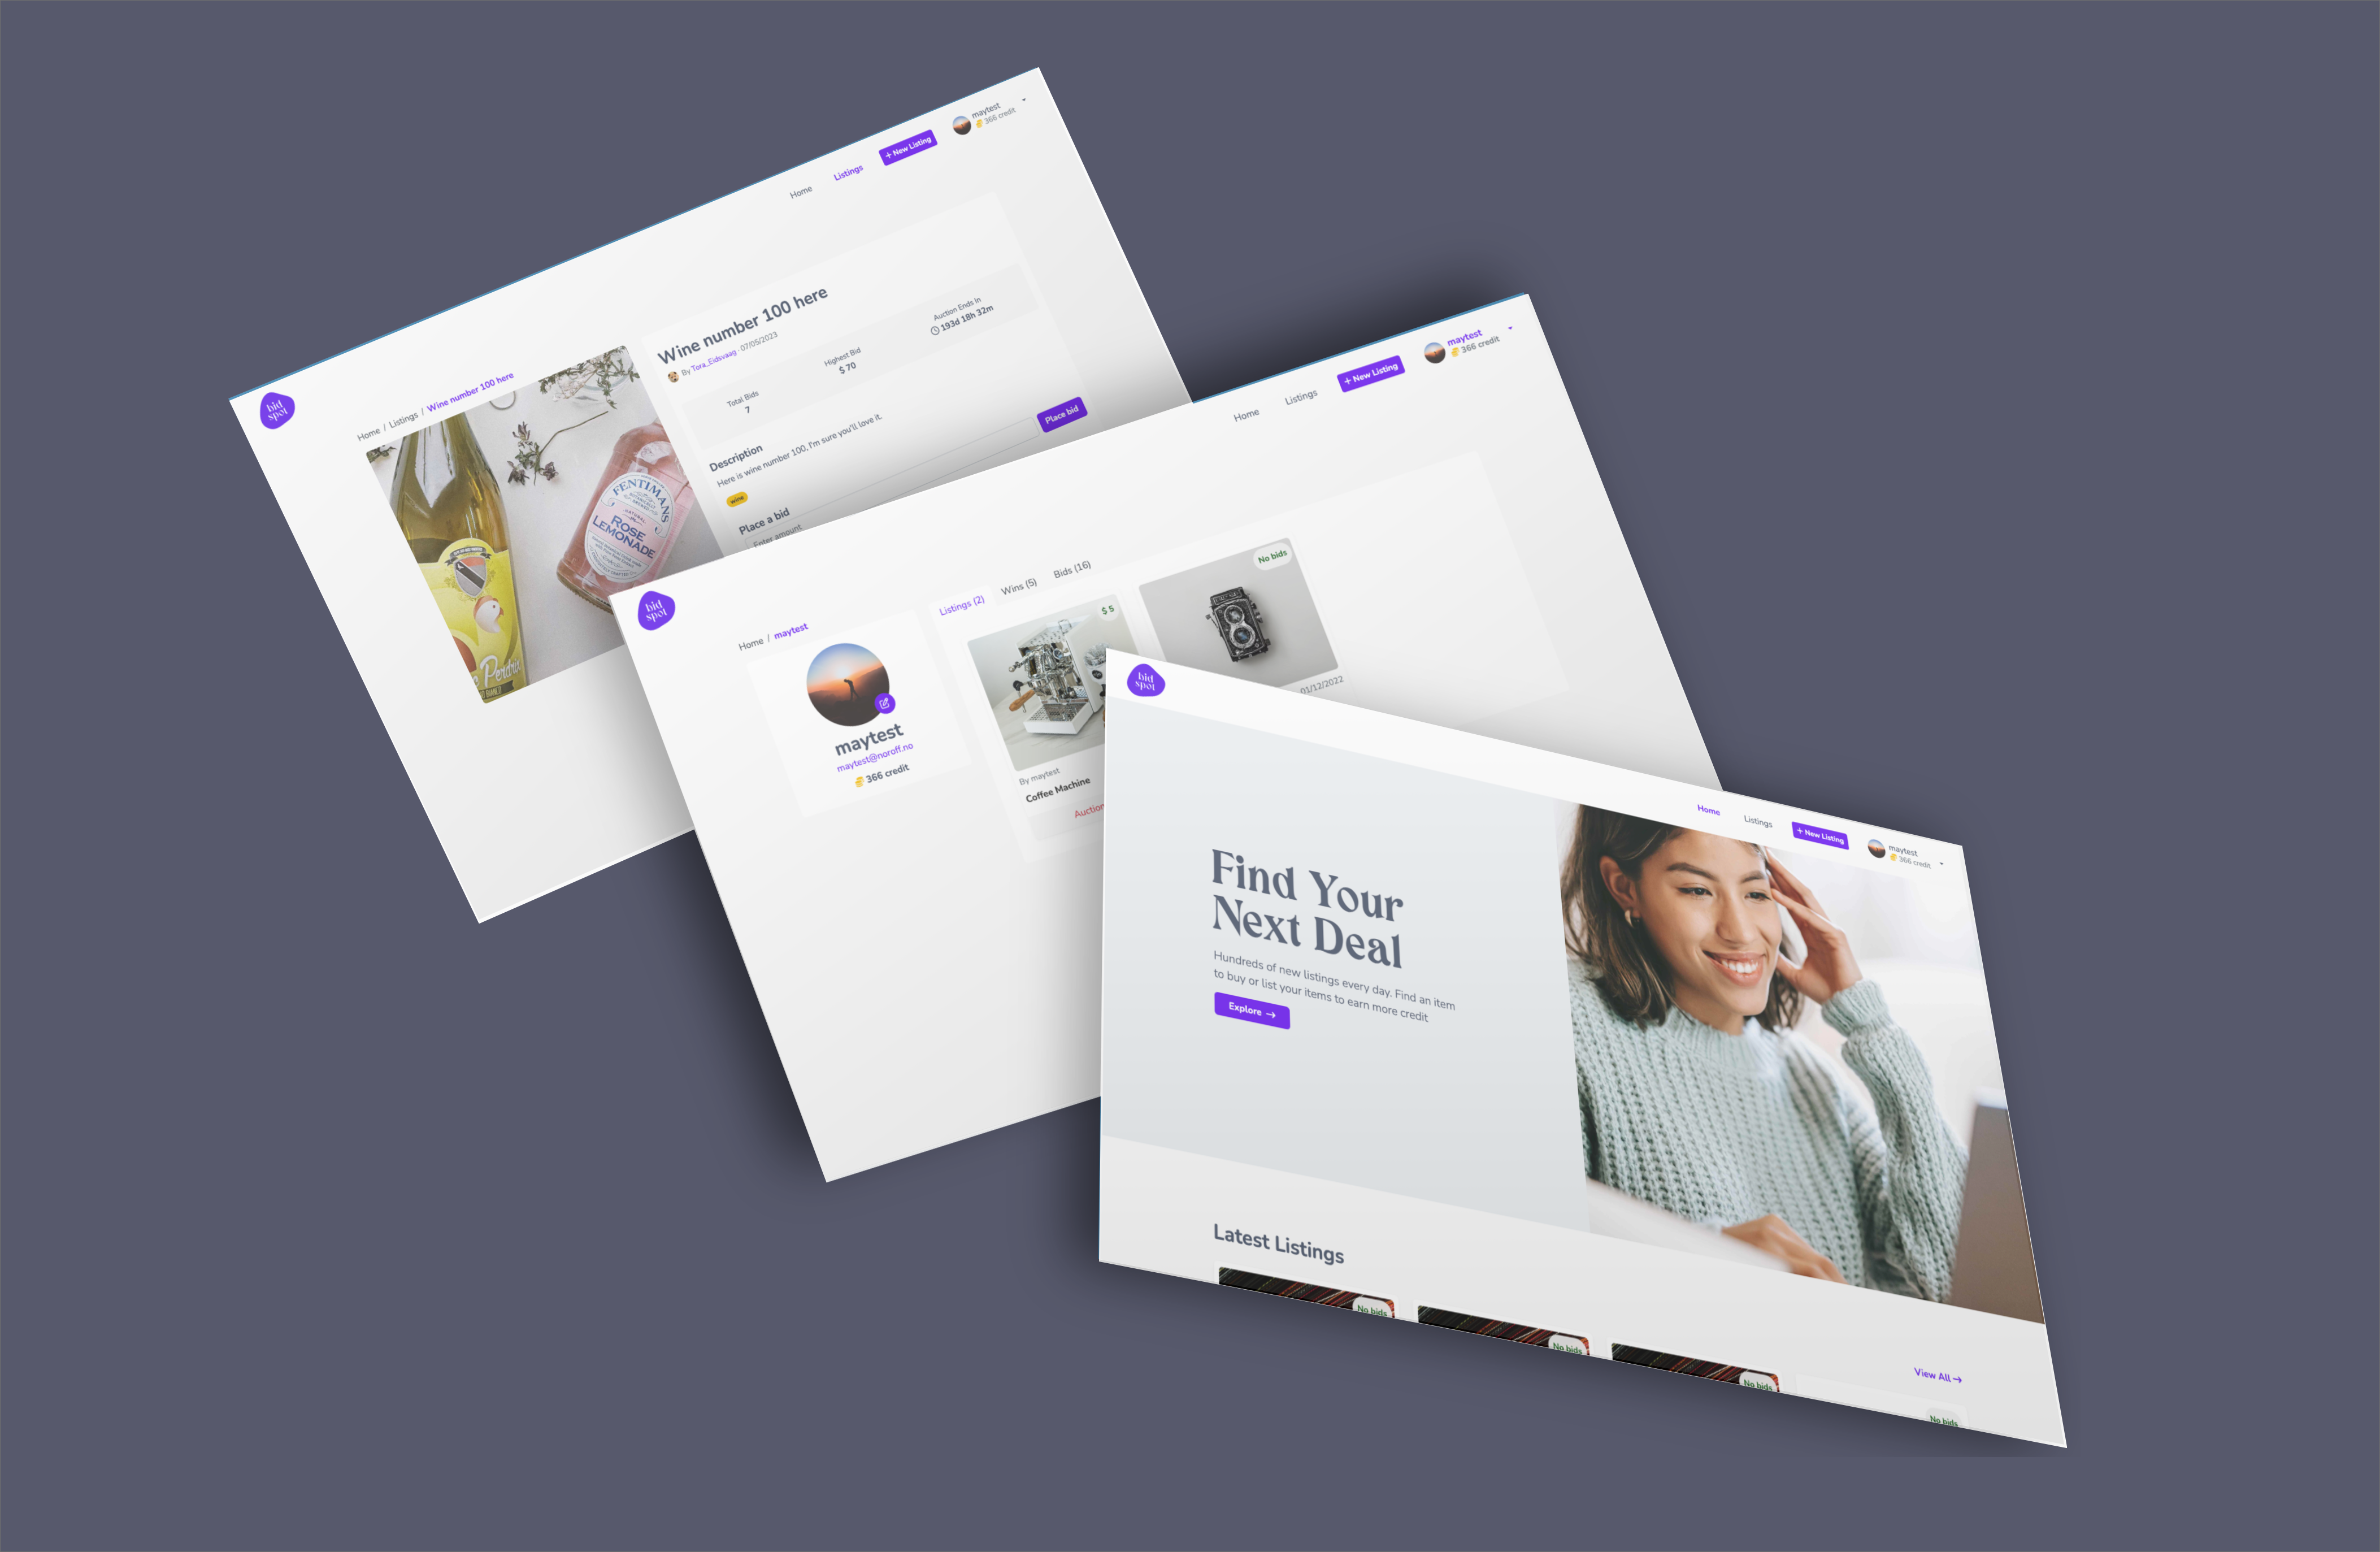 bid
spot
Home
Listings
+ New Listing
maytest
366 credit
Home / Listings / Wine number 100 here
FENTIMANS
NATURAL
ROSE
LEMONADE
Perdrix
Wine number 100 here
By Tora_Eidsvaag · 07/05/2023
Total Bids
7
Highest Bid
$ 70
Auction Ends In
193d 18h 32m
Description
Here is wine number 100, I'm sure you'll love it.
wine
Place a bid
Enter amount
Place bid
bid
spot
Home
Listings
+ New Listing
maytest
366 credit
Home / maytest
maytest
maytest@noroff.no
366 credit
Listings (2)
Wins (5)
Bids (16)
$ 5
By maytest
Coffee Machine
Auction
No bids
01/12/2022
bid
spot
Home
Listings
+ New Listing
maytest
366 credit
Find Your
Next Deal
Hundreds of new listings every day. Find an item
to buy or list your items to earn more credit
Explore →
Latest Listings
View All →
No bids
No bids
No bids
No bids